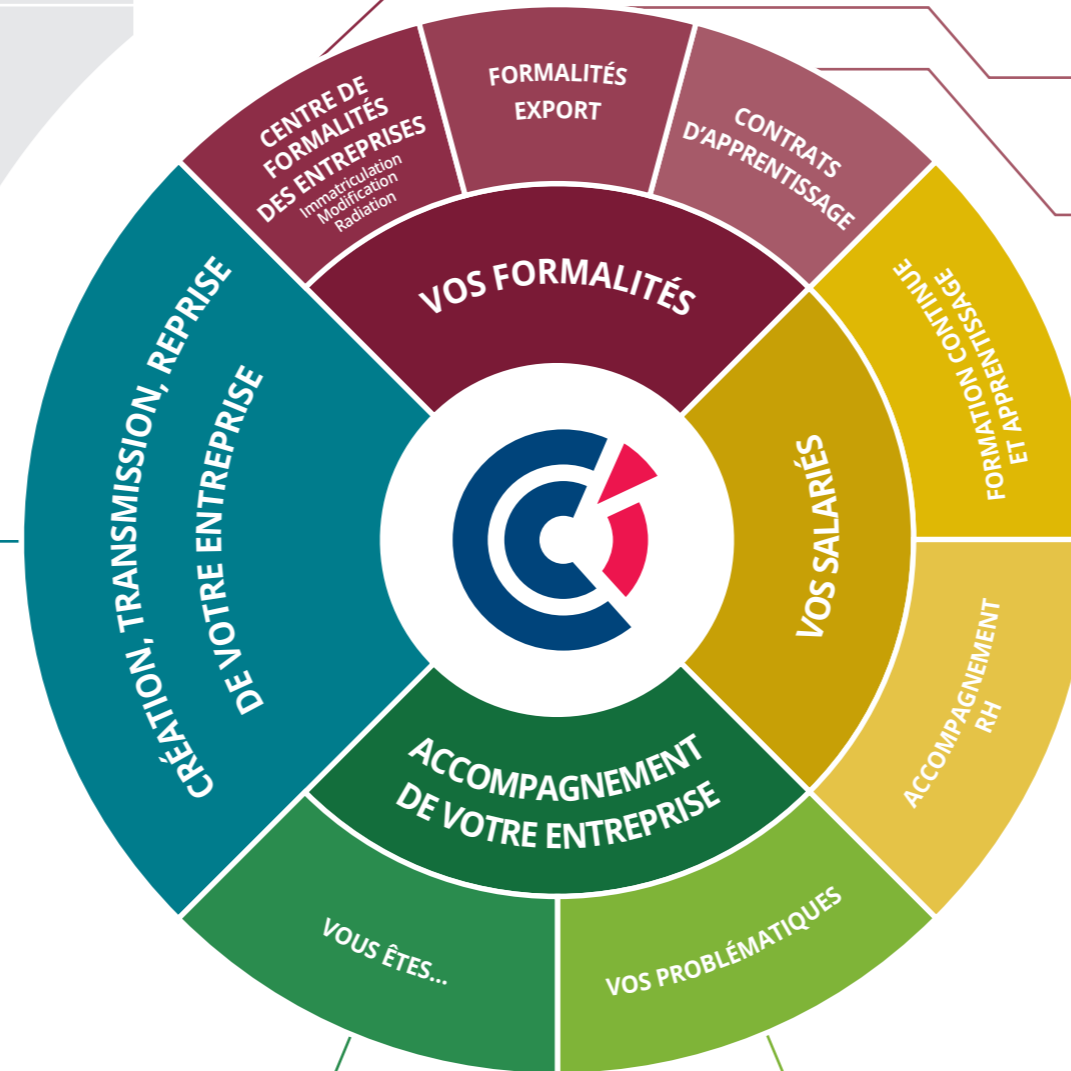 CENTRE DE
FORMALITÉS
DES ENTREPRISES
Immatriculation
Modification
Radiation
FORMALITÉS
EXPORT
CONTRATS
D’APPRENTISSAGE
VOS FORMALITÉS
CRÉATION, TRANSMISSION, REPRISE
DE VOTRE ENTREPRISE
VOS SALARIÉS
FORMATION CONTINUE
ET APPRENTISSAGE
ACCOMPAGNEMENT
RH
ACCOMPAGNEMENT
DE VOTRE ENTREPRISE
VOUS ÊTES...
VOS PROBLÉMATIQUES